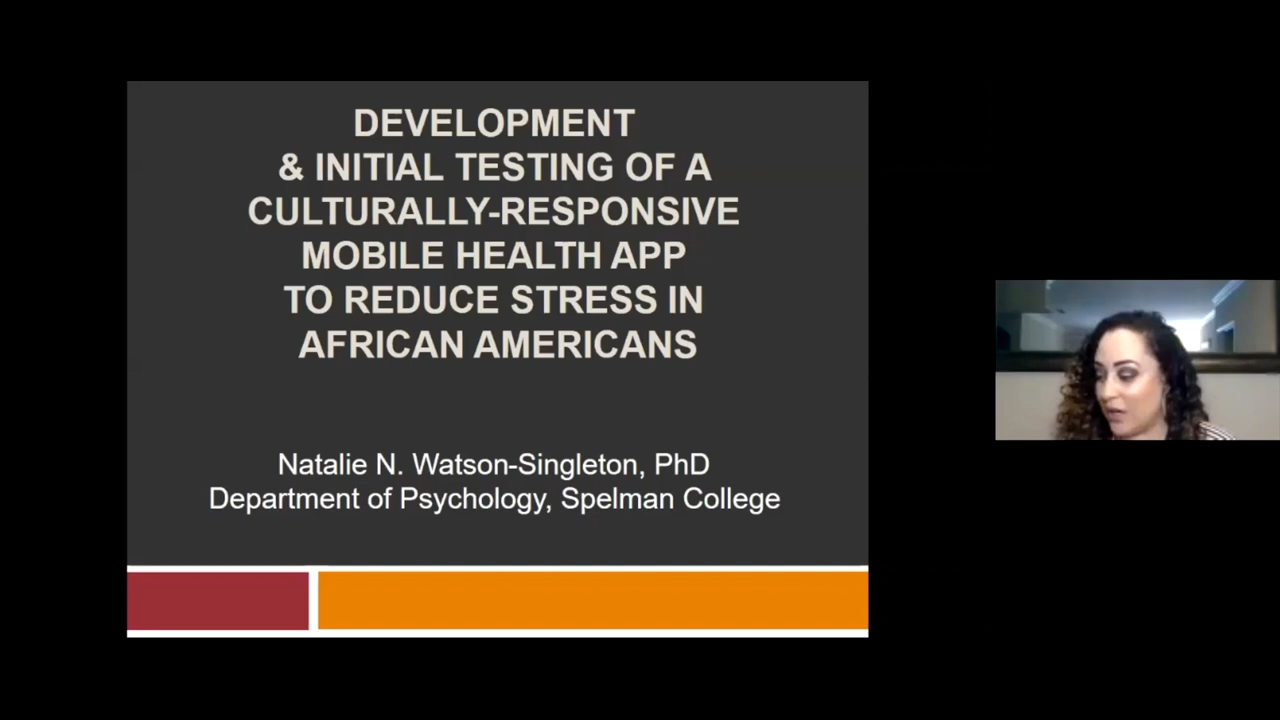 DEVELOPMENT
& INITIAL TESTING OF A
CULTURALLY-RESPONSIVE
MOBILE HEALTH APP
TO REDUCE STRESS IN
AFRICAN AMERICANS
Natalie N. Watson-Singleton, PhD
Department of Psychology, Spelman College